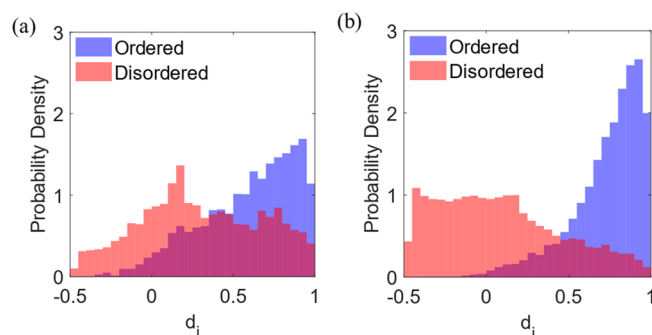 (a)
3
2
1
0
Probability Density
Ordered
Disordered
-0.5 0 0.5 1
d_i
(b)
3
2
1
0
Probability Density
Ordered
Disordered
-0.5 0 0.5 1
d_i